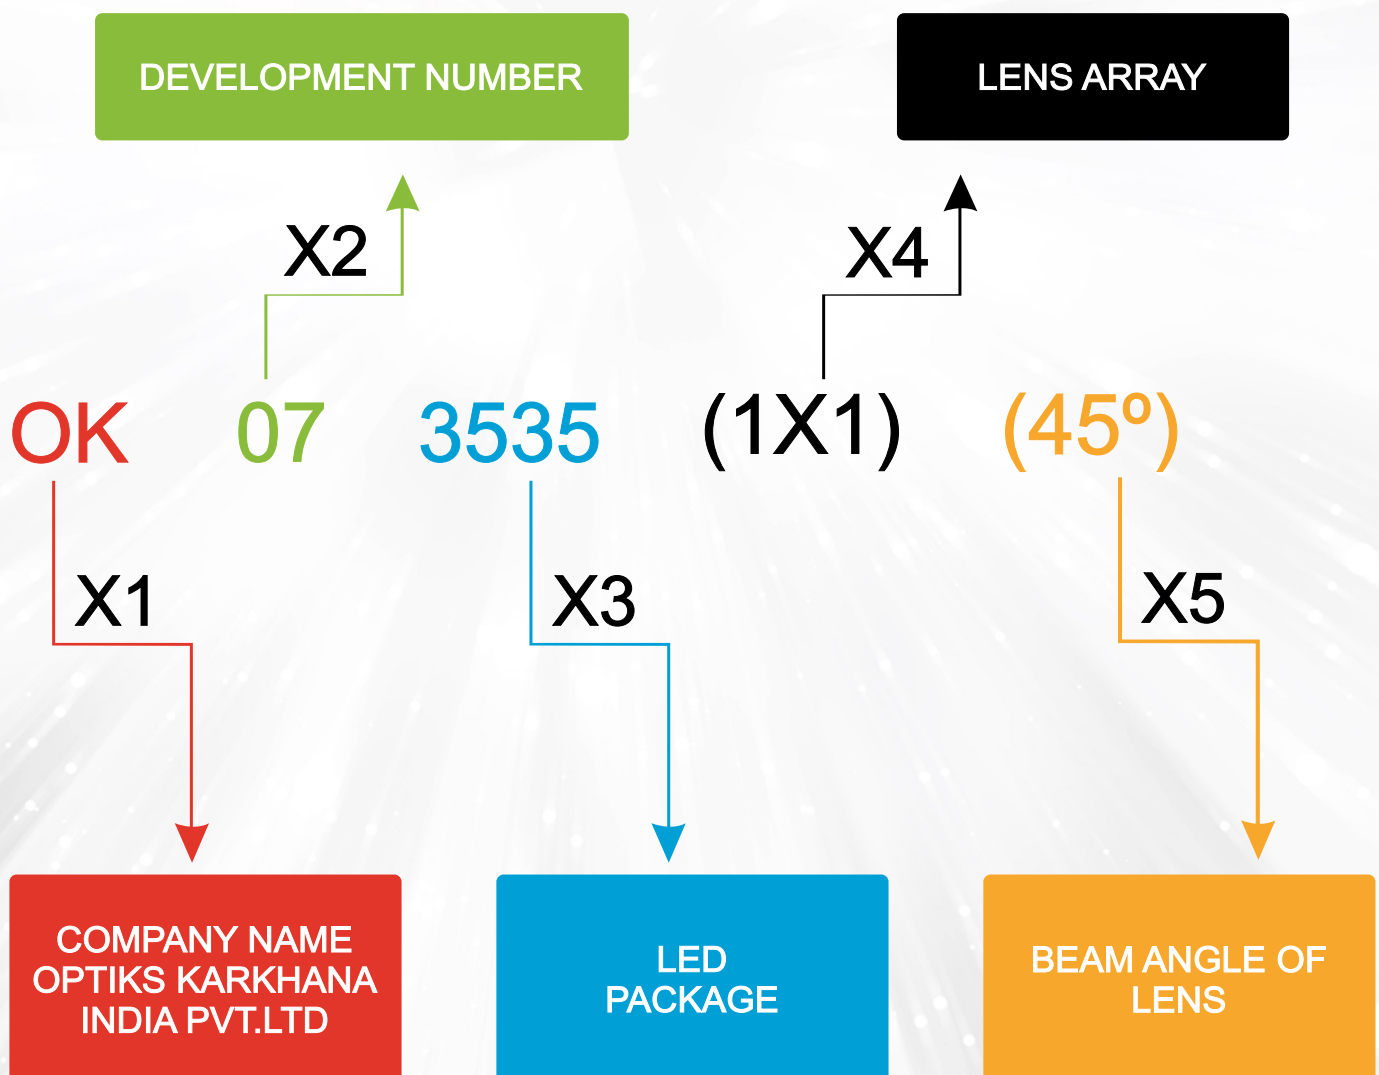 DEVELOPMENT NUMBER
LENS ARRAY
X2
X4
OK 07 3535 (1X1) (45º)
X1
X3
X5
COMPANY NAME
OPTIKS KARKHANA
INDIA PVT.LTD
LED
PACKAGE
BEAM ANGLE OF
LENS